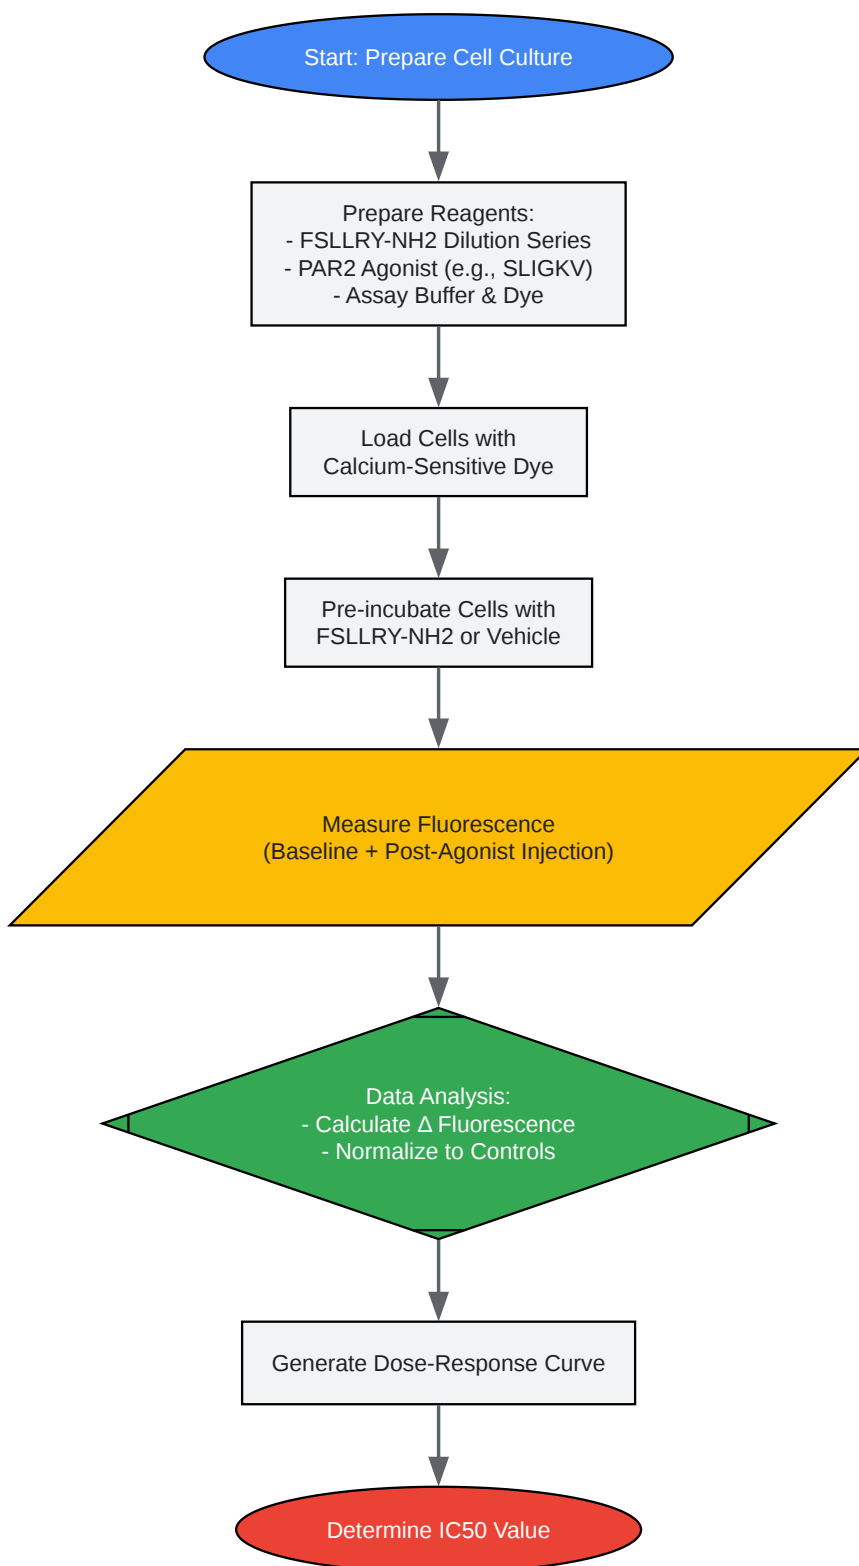 Start: Prepare Cell Culture
Prepare Reagents:
- FSLLRY-NH2 Dilution Series
- PAR2 Agonist (e.g., SLIGKV)
- Assay Buffer & Dye
Load Cells with
Calcium-Sensitive Dye
Pre-incubate Cells with
FSLLRY-NH2 or Vehicle
Measure Fluorescence
(Baseline + Post-Agonist Injection)
Data Analysis:
- Calculate Δ Fluorescence
- Normalize to Controls
Generate Dose-Response Curve
Determine IC50 Value